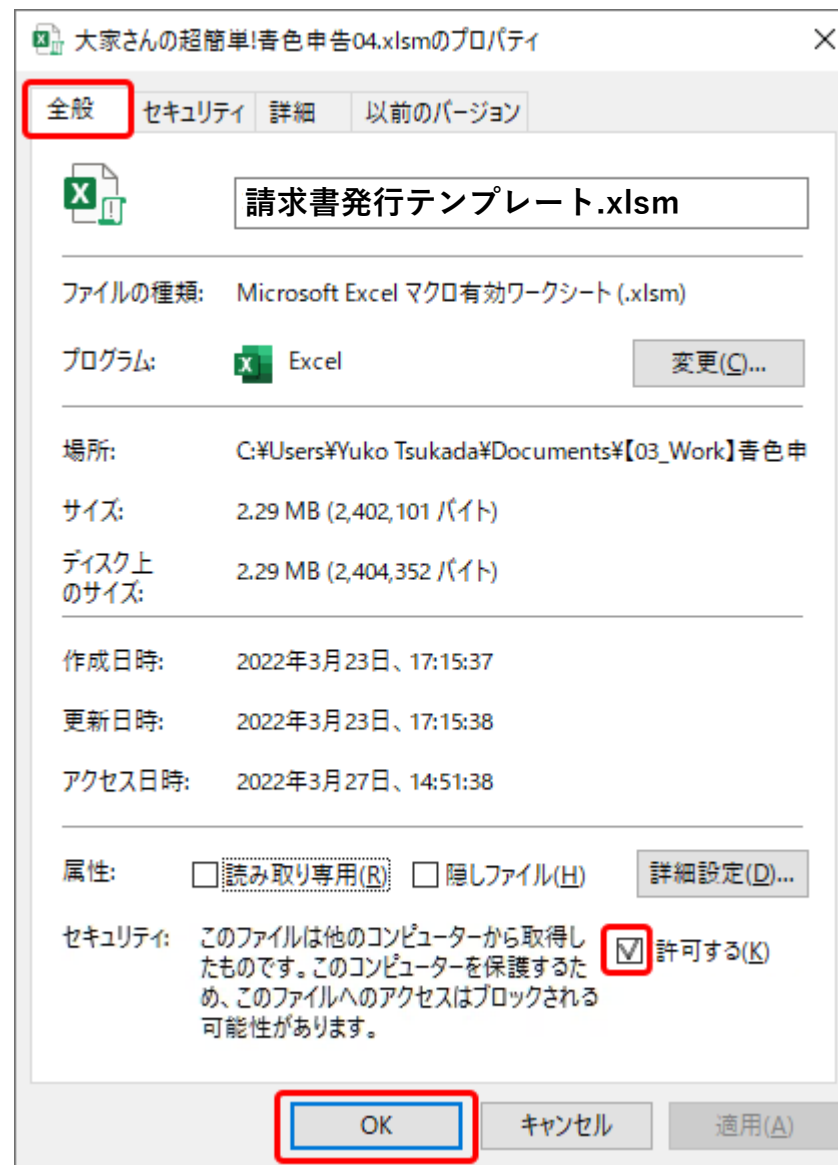 大家さんの超簡単!青色申告04.xlsmのプロパティ
全般 セキュリティ 詳細 以前のバージョン
請求書発行テンプレート.xlsm
ファイルの種類: Microsoft Excel マクロ有効ワークシート (.xlsm)
プログラム: Excel 変更(C)...
場所: C:¥Users¥Yuko Tsukada¥Documents¥【03_Work】青色申
サイズ: 2.29 MB (2,402,101 バイト)
ディスク上
のサイズ: 2.29 MB (2,404,352 バイト)
作成日時: 2022年3月23日、17:15:37
更新日時: 2022年3月23日、17:15:38
アクセス日時: 2022年3月27日、14:51:38
属性: 読み取り専用(R) 隠しファイル(H) 詳細設定(D)...
セキュリティ: このファイルは他のコンピューターから取得し
たものです。このコンピューターを保護するた
め、このファイルへのアクセスはブロックされる
可能性があります。
許可する(K)
OK キャンセル 適用(A)